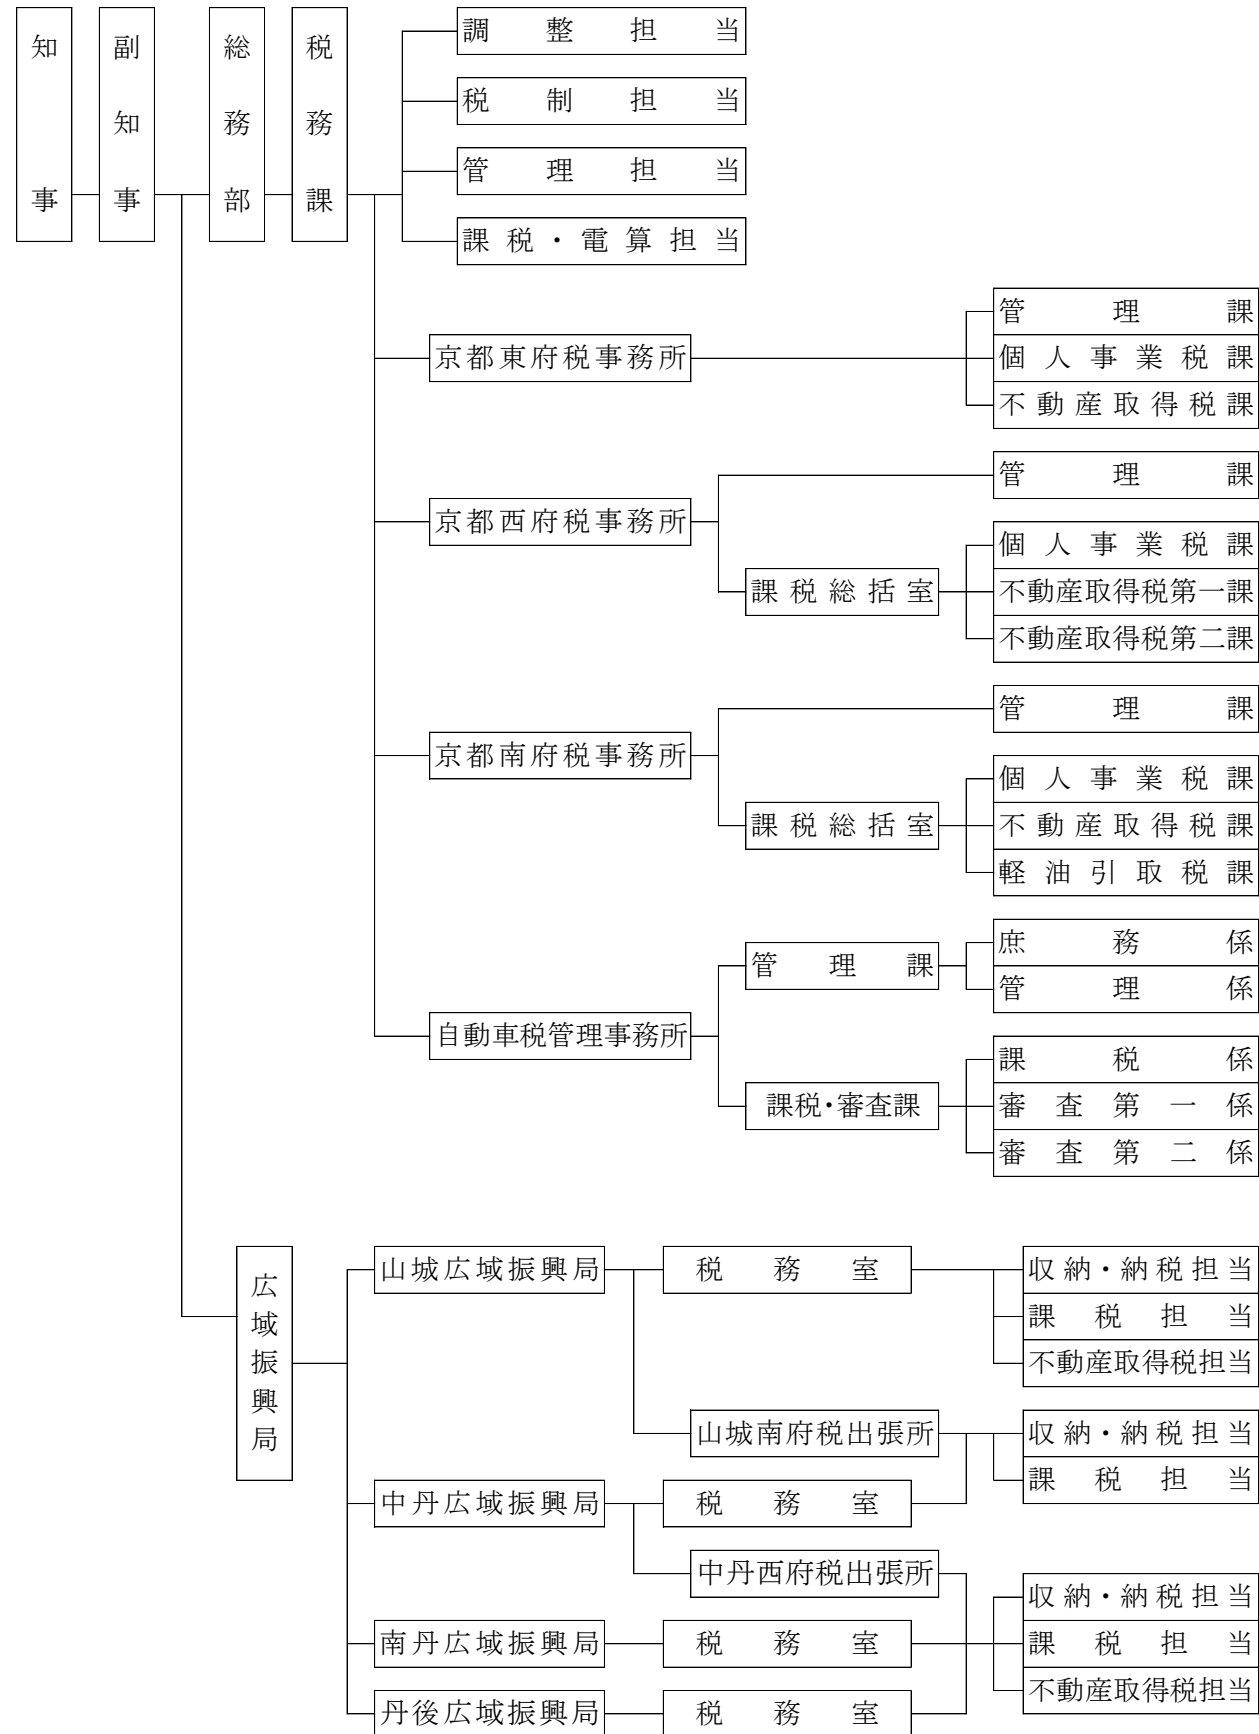 知事
副知事
総務部
税務課
調整担当
税制担当
管理担当
課税・電算担当
京都東府税事務所
管理課
個人事業税課
不動産取得税課
京都西府税事務所
管理課
課税総括室
個人事業税課
不動産取得税第一課
不動産取得税第二課
京都南府税事務所
管理課
課税総括室
個人事業税課
不動産取得税課
軽油引取税課
自動車税管理事務所
管理課
庶務係
管理係
課税・審査課
課税係
審査第一係
審査第二係
広域振興局
山城広域振興局
税務室
収納・納税担当
課税担当
不動産取得税担当
山城南府税出張所
収納・納税担当
課税担当
中丹広域振興局
税務室
中丹西府税出張所
収納・納税担当
課税担当
不動産取得税担当
南丹広域振興局
税務室
丹後広域振興局
税務室